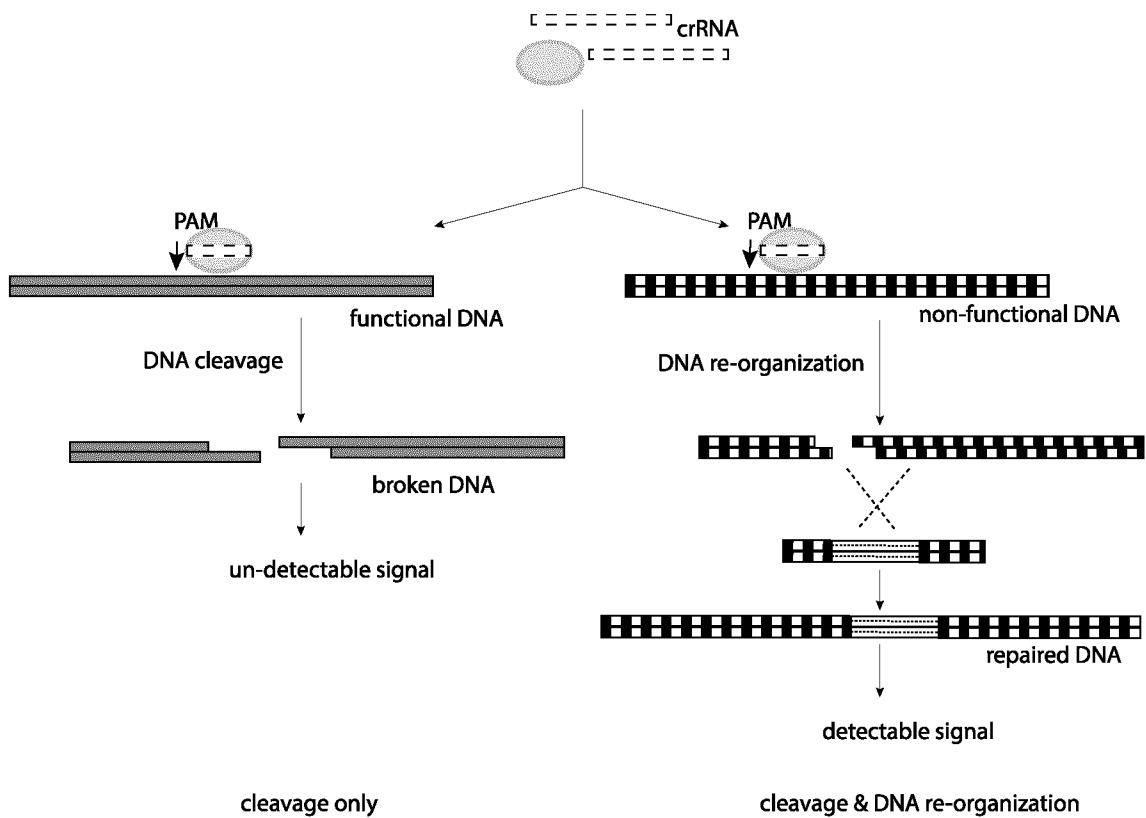 crRNA
PAM
PAM
functional DNA
non-functional DNA
DNA cleavage
DNA re-organization
broken DNA
un-detectable signal
repaired DNA
detectable signal
cleavage only
cleavage & DNA re-organization